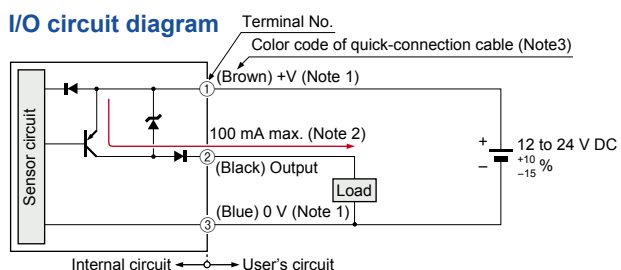 I/O circuit diagram
Terminal No.
Color code of quick-connection cable (Note3)
(Brown) +V (Note 1)
1
Sensor circuit
100 mA max. (Note 2)
2
(Black) Output
+
12 to 24 V DC
–
+10
–15 %
Load
(Blue) 0 V (Note 1)
3
Internal circuit
User's circuit